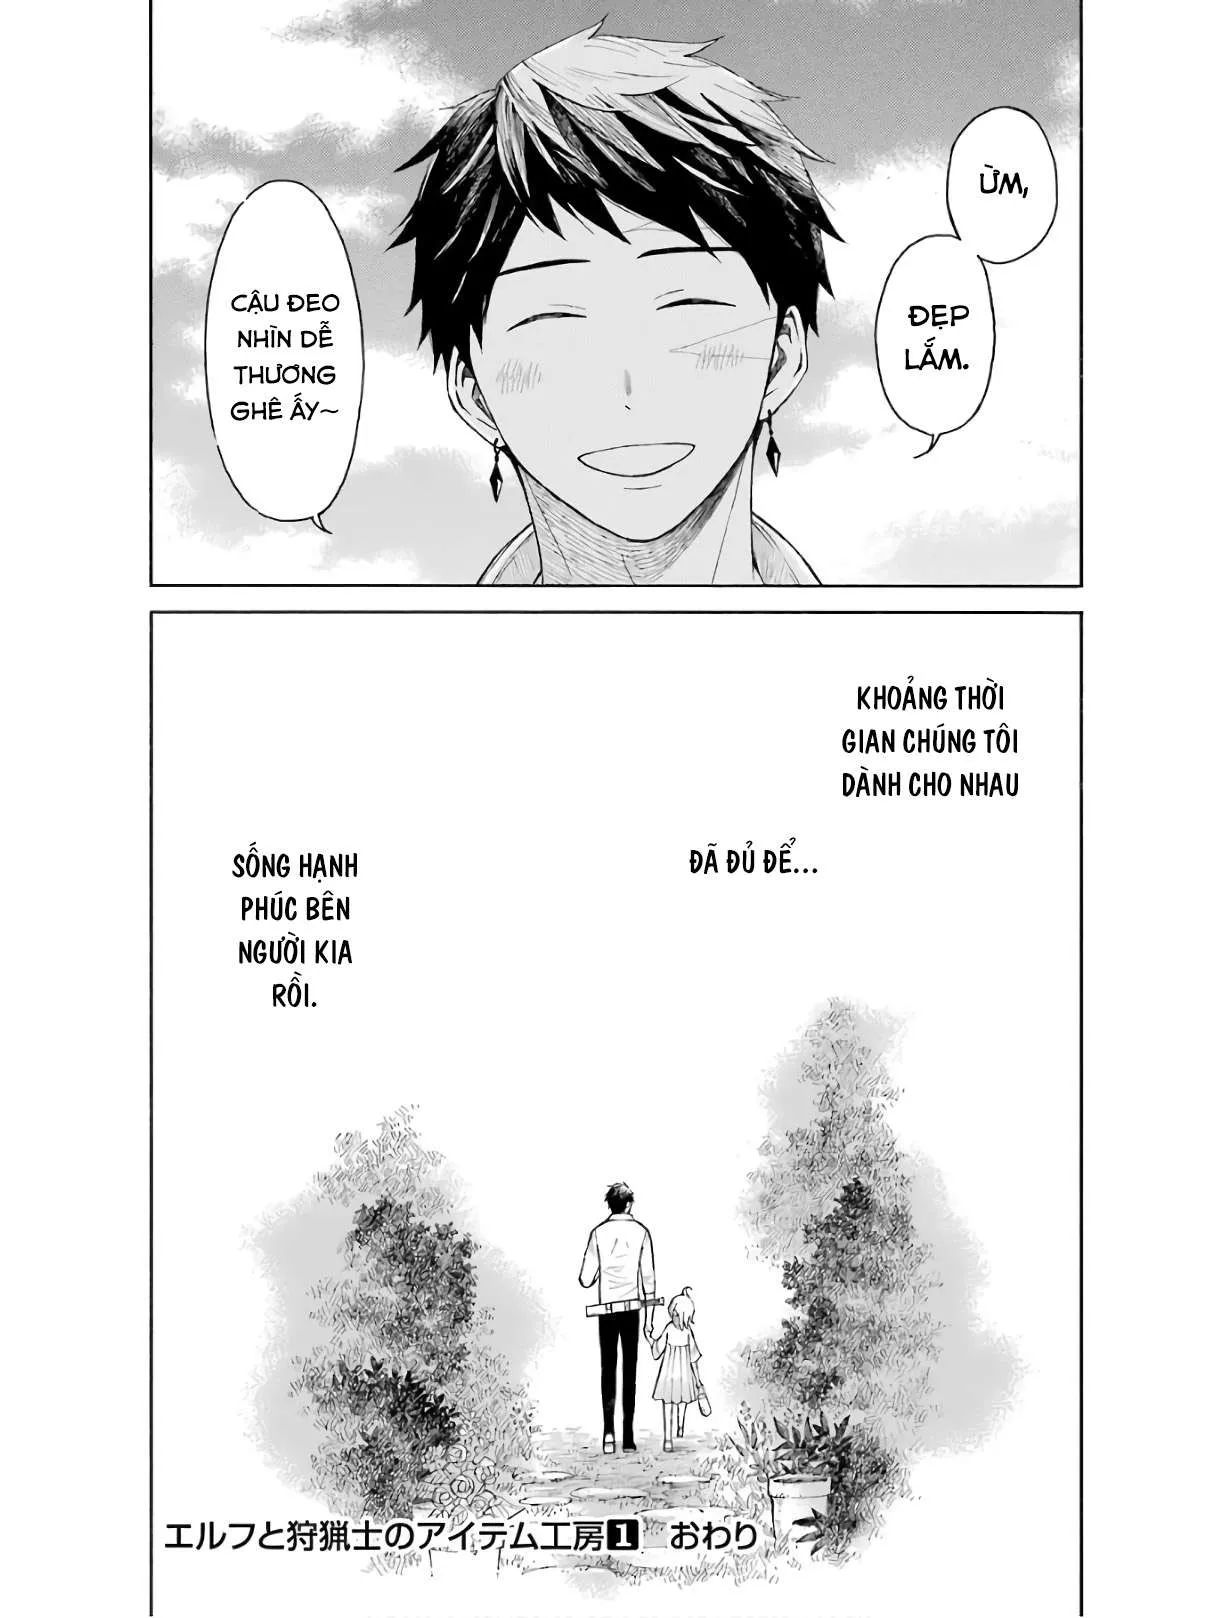 ỪM,
ĐẸP
LẮM.
CẬU ĐEO
NHÌN DỄ
THƯƠNG
GHÊ ẤY~
KHOẢNG THỜI
GIAN CHÚNG TÔI
DÀNH CHO NHAU
ĐÃ ĐỦ ĐỂ...
SỐNG HẠNH
PHÚC BÊN
NGƯỜI KIA
RỒI.
エルフと狩猟士のアイテム工房1 おわり